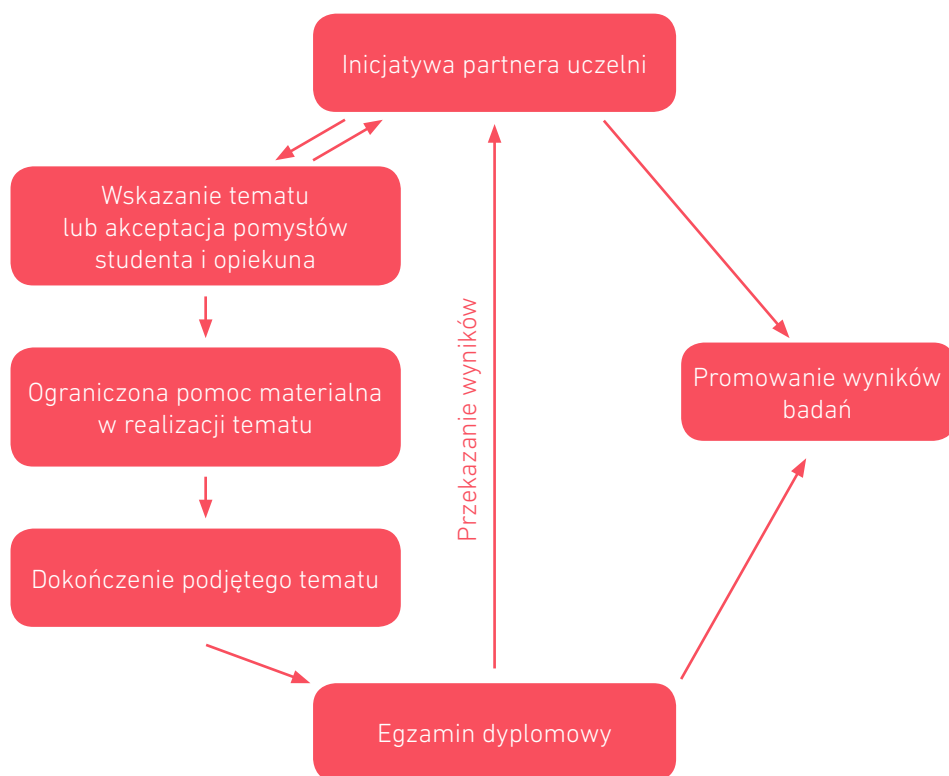 Inicjatywa partnera uczelni
Wskazanie tematu
lub akceptacja pomysłów
studenta i opiekuna
Ograniczona pomoc materialna
w realizacji tematu
Dokończenie podjętego tematu
Przekazanie wyników
Promowanie wyników
badań
Egzamin dyplomowy